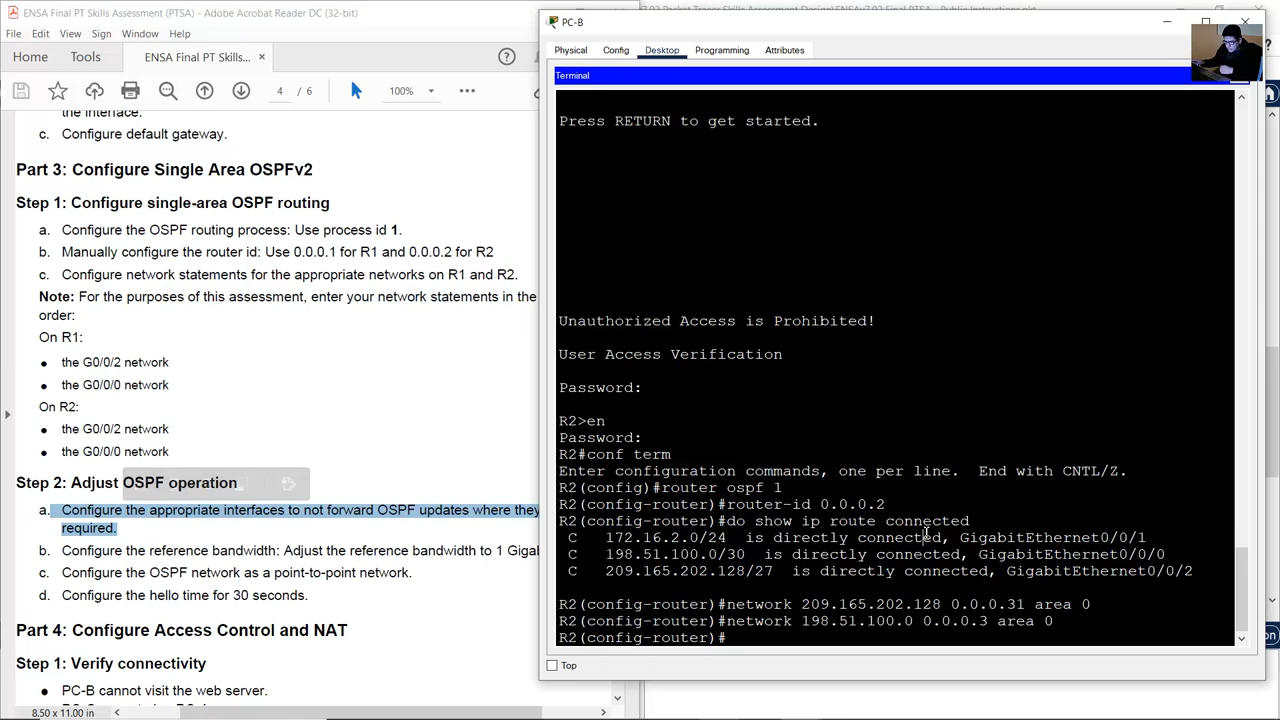 ENSA Final PT Skills Assessment (PTSA) - Adobe Acrobat Reader DC (32-bit)
File Edit View Sign Window Help
Home Tools ENSA Final PT Skills... ×
4 / 6 100%
the interface.
c. Configure default gateway.
Part 3: Configure Single Area OSPFv2
Step 1: Configure single-area OSPF routing
a. Configure the OSPF routing process: Use process id 1.
b. Manually configure the router id: Use 0.0.0.1 for R1 and 0.0.0.2 for R2
c. Configure network statements for the appropriate networks on R1 and R2.
Note: For the purposes of this assessment, enter your network statements in the
order:
On R1:
• the G0/0/2 network
• the G0/0/0 network
On R2:
• the G0/0/2 network
• the G0/0/0 network
Step 2: Adjust OSPF operation
a. Configure the appropriate interfaces to not forward OSPF updates where they
required.
b. Configure the reference bandwidth: Adjust the reference bandwidth to 1 Gigab
c. Configure the OSPF network as a point-to-point network.
d. Configure the hello time for 30 seconds.
Part 4: Configure Access Control and NAT
Step 1: Verify connectivity
• PC-B cannot visit the web server.
8.50 x 11.00 in
PC-B
Physical Config Desktop Programming Attributes
Terminal
Press RETURN to get started.
Unauthorized Access is Prohibited!
User Access Verification
Password:
R2>en
Password:
R2#conf term
Enter configuration commands, one per line. End with CNTL/Z.
R2(config)#router ospf 1
R2(config-router)#router-id 0.0.0.2
R2(config-router)#do show ip route connected
C 172.16.2.0/24 is directly connected, GigabitEthernet0/0/1
C 198.51.100.0/30 is directly connected, GigabitEthernet0/0/0
C 209.165.202.128/27 is directly connected, GigabitEthernet0/0/2
R2(config-router)#network 209.165.202.128 0.0.0.31 area 0
R2(config-router)#network 198.51.100.0 0.0.0.3 area 0
R2(config-router)#
Top